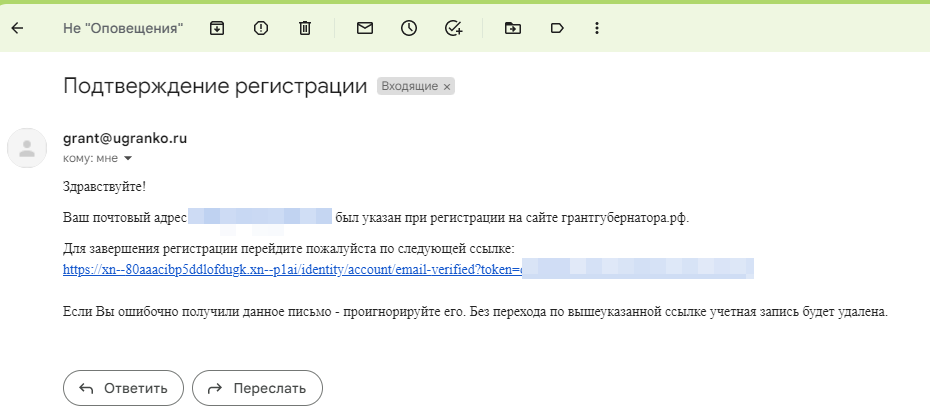 Не "Оповещения"
Подтверждение регистрации Входящие ×
grant@ugranko.ru
кому: мне
Здравствуйте!
Ваш почтовый адрес был указан при регистрации на сайте грантгубернатора.рф.
Для завершения регистрации перейдите пожалуйста по следующей ссылке:
https://xn--80aaacibp5ddlofdugk.xn--p1ai/identity/account/email-verified?token=
Если Вы ошибочно получили данное письмо - проигнорируйте его. Без перехода по вышеуказанной ссылке учетная запись будет удалена.
Ответить Переслать